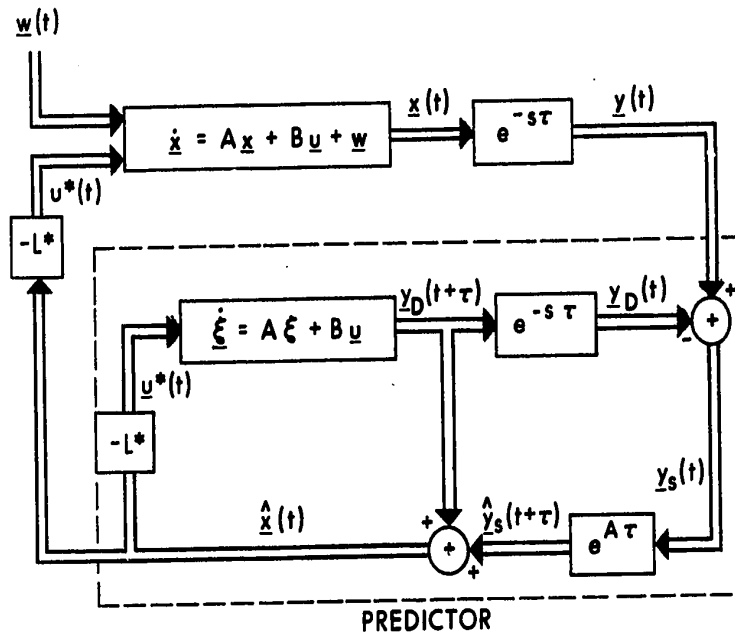 w(t)
ẋ = Ax + Bu + w
x(t)
e^{-sτ}
y(t)
u*(t)
-L*
y_D(t+τ)
y_D(t)
+
ξ̇ = Aξ + Bu
e^{-sτ}
+
-
u*(t)
-L*
y_S(t)
x̂(t)
+
ŷ_S(t+τ)
+
+
e^{Aτ}
PREDICTOR